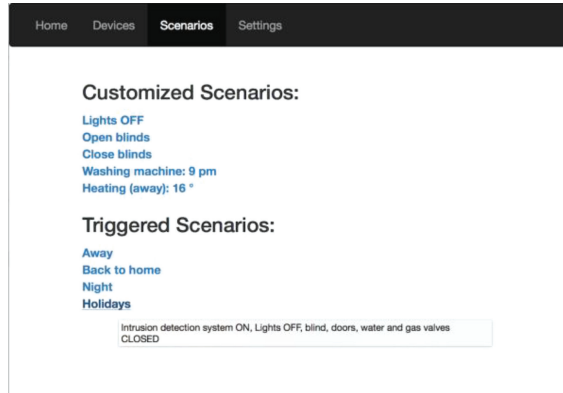 Home Devices Scenarios Settings
Customized Scenarios:
Lights OFF
Open blinds
Close blinds
Washing machine: 9 pm
Heating (away): 16 °
Triggered Scenarios:
Away
Back to home
Night
Holidays
Intrusion detection system ON, Lights OFF, blind, doors, water and gas valves
CLOSED